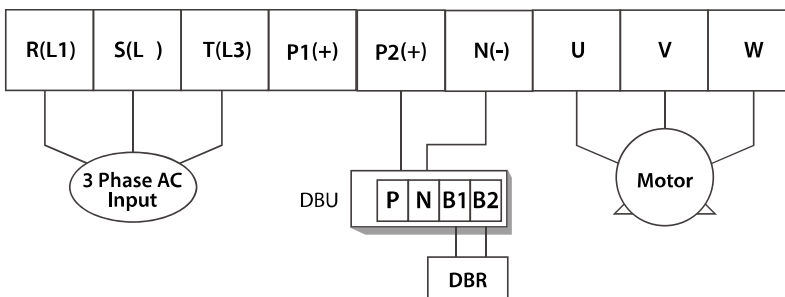 R(L1) S(L ) T(L3) P1(+) P2(+) N(-) U V W
3 Phase AC
Input
DBU
P N B1 B2
Motor
DBR